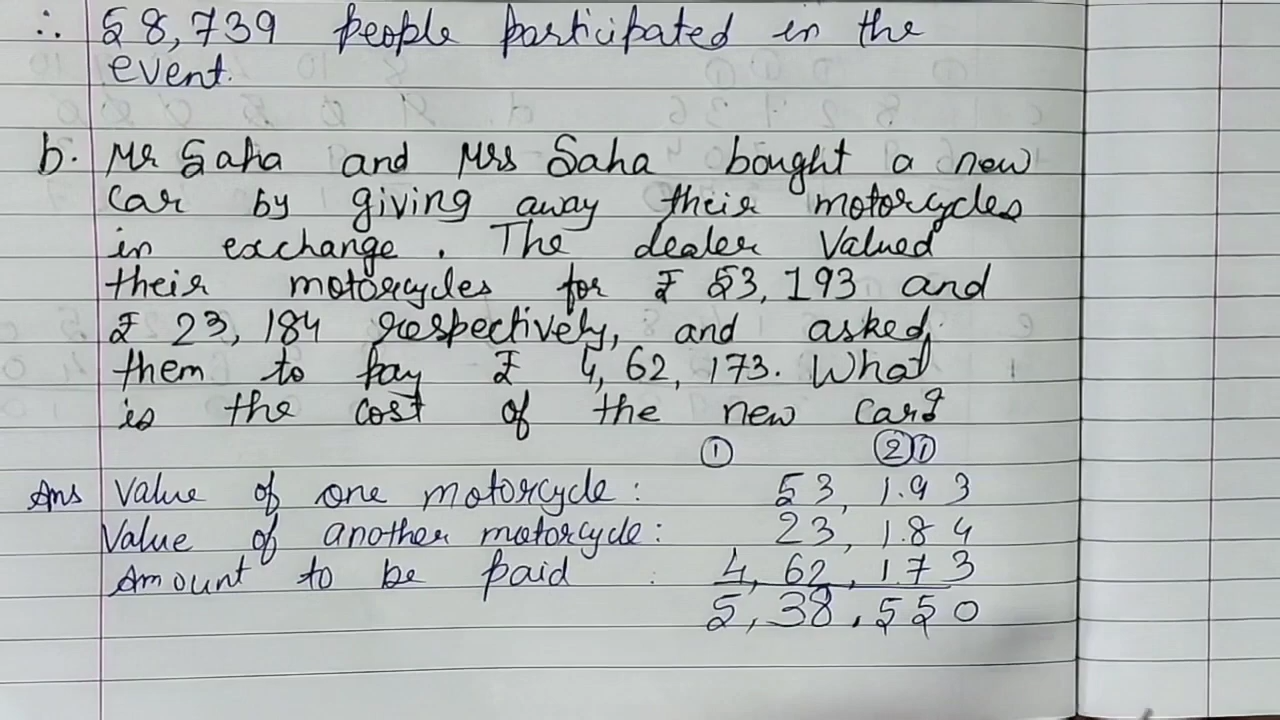 ∴ 58,739 people participated in the
event.
b. Mr Saha and Mrs Saha bought a new
car by giving away their motorcycles
in exchange. The dealer valued
their motorcycles for ₹ 53,193 and
₹ 23,184 respectively, and asked
them to pay ₹ 4,62,173. What
is the cost of the new car?
① ②①
Ans Value of one motorcycle: 53,193
Value of another motorcycle: 23,184
Amount to be paid : 4,62,173
5,38,550